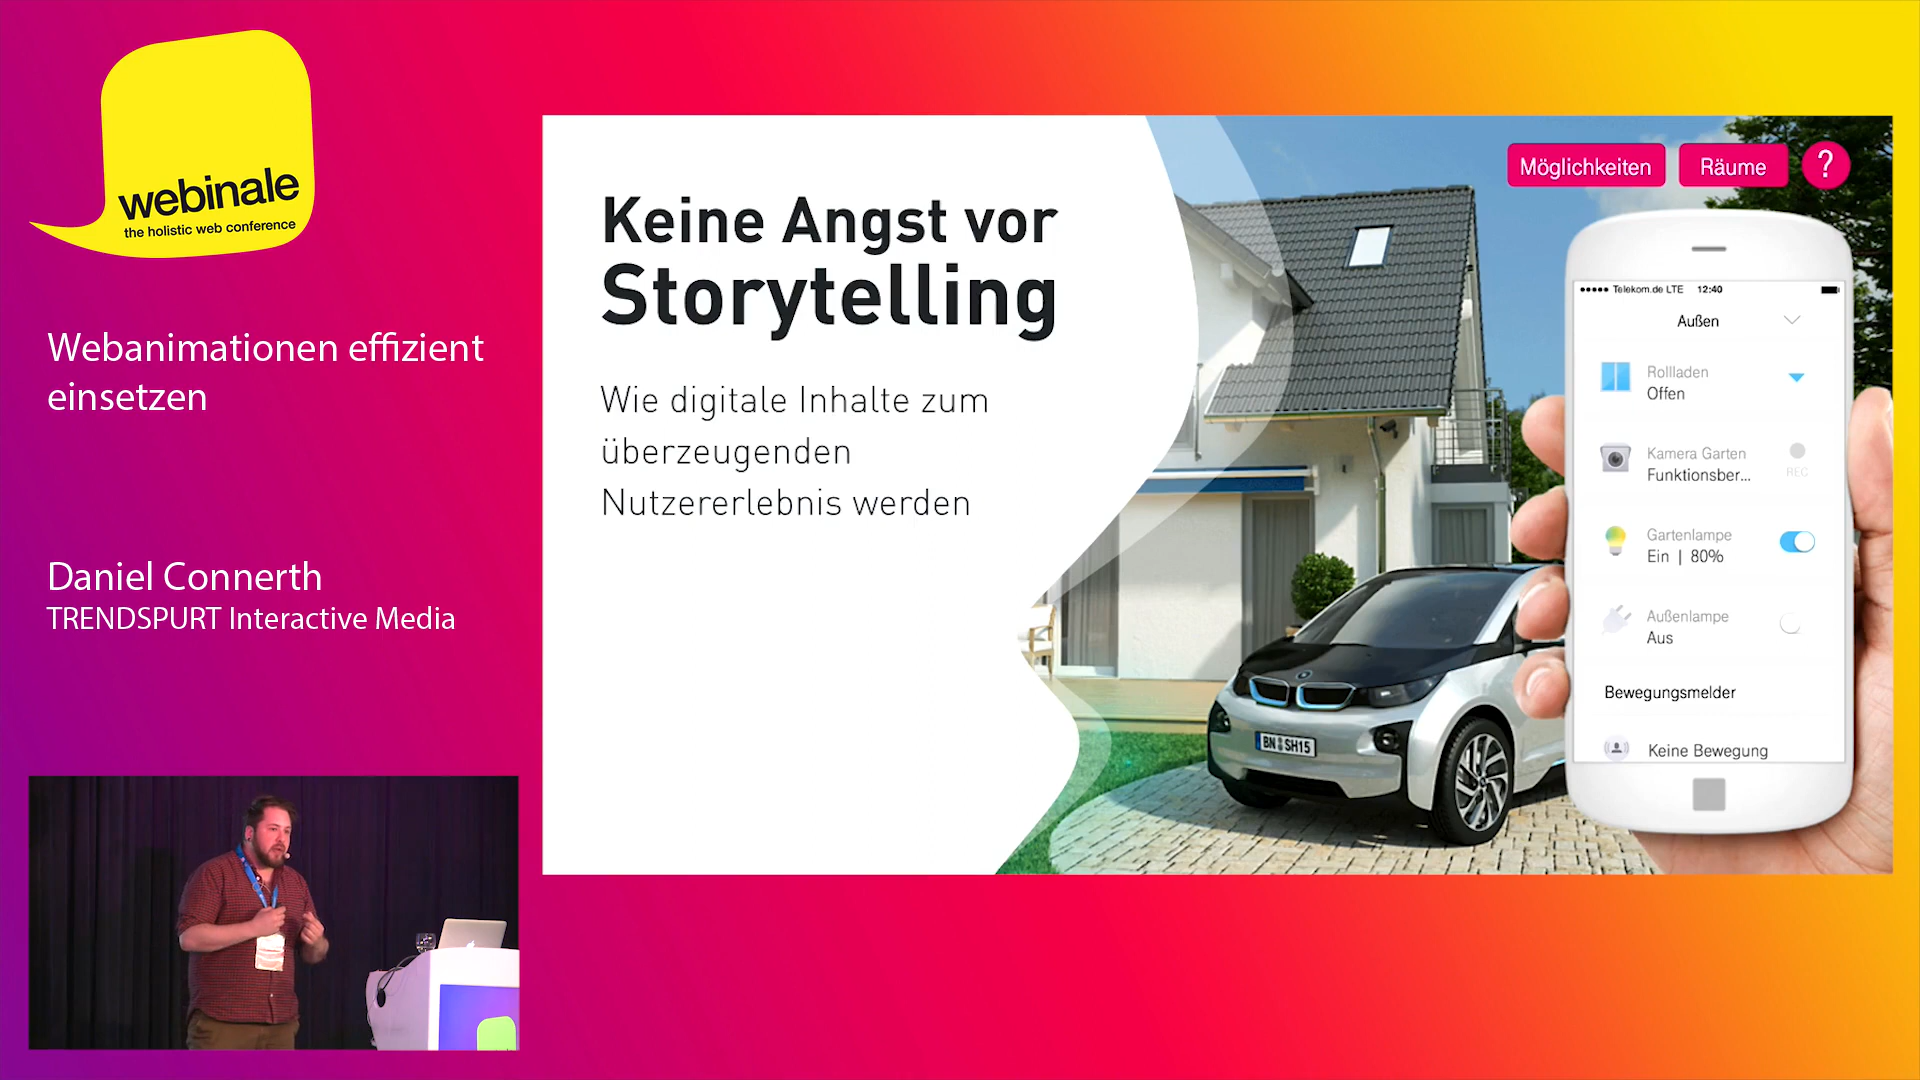 webinale
the holistic web conference
Webanimationen effizient
einsetzen
Daniel Connerth
TRENDSPURT Interactive Media
Keine Angst vor
Storytelling
Wie digitale Inhalte zum
überzeugenden
Nutzererlebnis werden
Möglichkeiten
Räume
?
Telekom.de LTE 12:40
Außen
Rollladen
Offen
Kamera Garten
Funktionsber...
REC
Gartenlampe
Ein | 80%
Außenlampe
Aus
Bewegungsmelder
Keine Bewegung
BN SH15